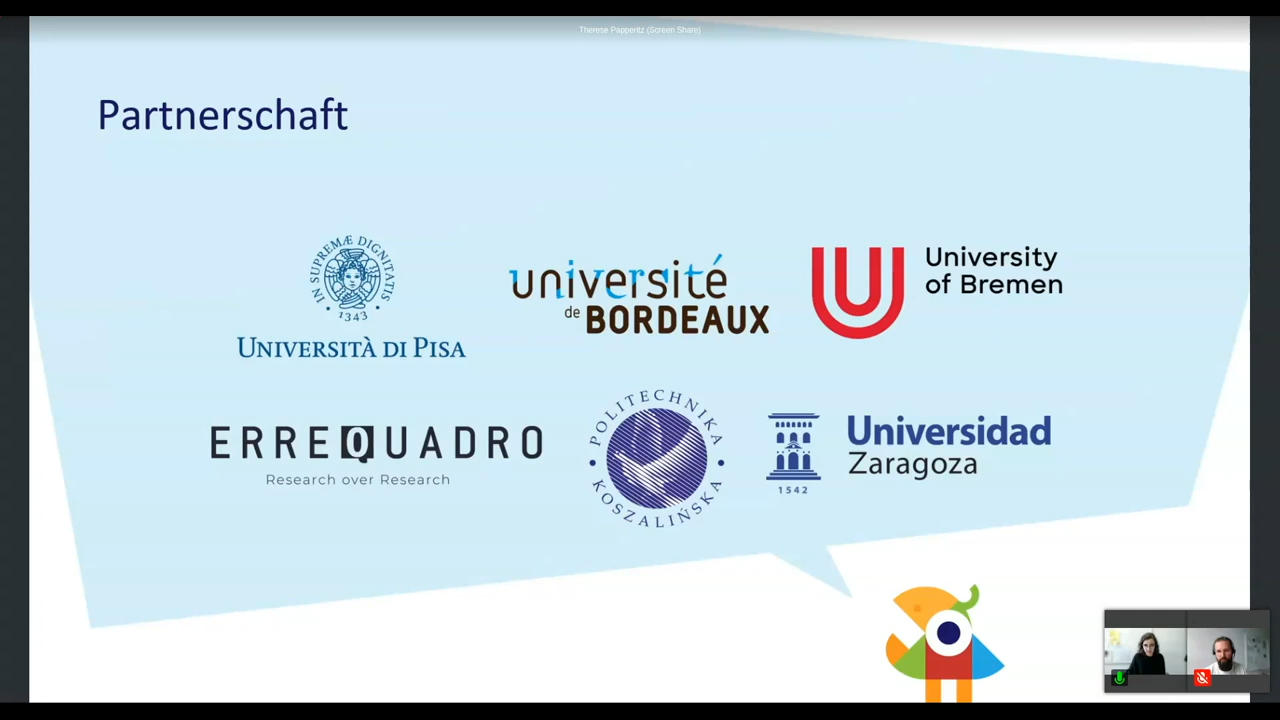 Therese Papperitz (Screen Share)
Partnerschaft
IN SUPREMÆ DIGNITATIS
1343
UNIVERSITÀ DI PISA
université
de BORDEAUX
University
of Bremen
ERREQUADRO
Research over Research
POLITECHNIKA
KOSZALIŃSKA
1542
Universidad
Zaragoza